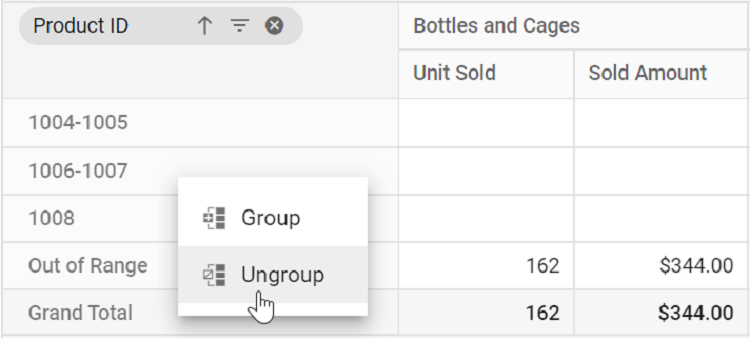 Product ID
Bottles and Cages
Unit Sold Sold Amount
1004-1005
1006-1007
1008
Out of Range 162 $344.00
Grand Total 162 $344.00
Group
Ungroup